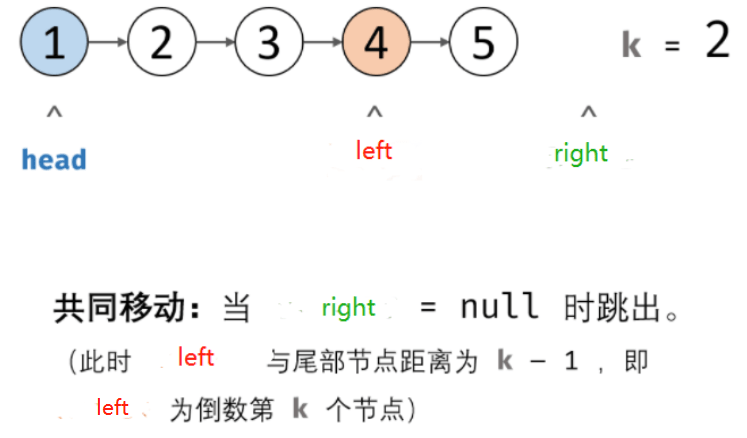 1 2 3 4 5 k = 2
^ ^ ^
head left right
共同移动：当 right = null 时跳出。
（此时 left 与尾部节点距离为 k - 1 ，即
left 为倒数第 k 个节点）